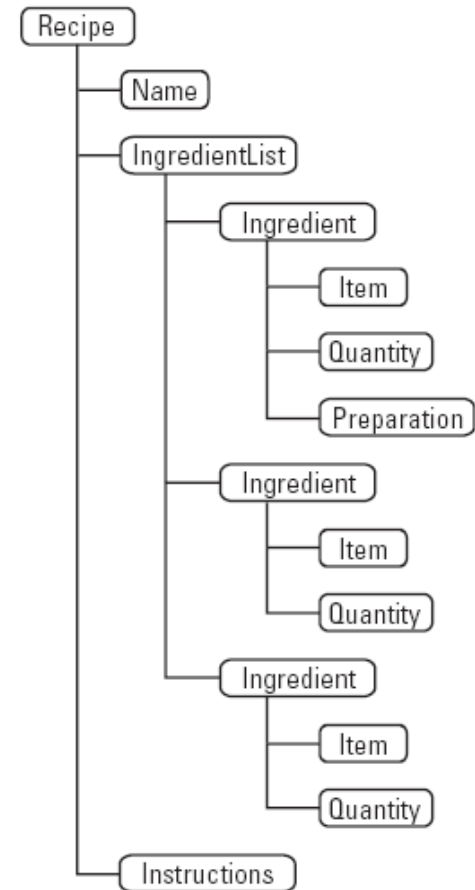 Recipe
Name
IngredientList
Ingredient
Item
Quantity
Preparation
Ingredient
Item
Quantity
Ingredient
Item
Quantity
Instructions